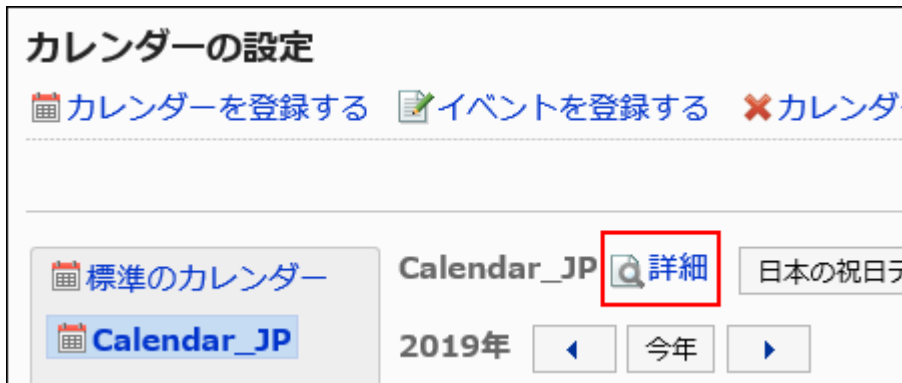 カレンダーの設定
カレンダーを登録する イベントを登録する カレンダ
標準のカレンダー
Calendar_JP
Calendar_JP 詳細 日本の祝日デ
2019年 今年